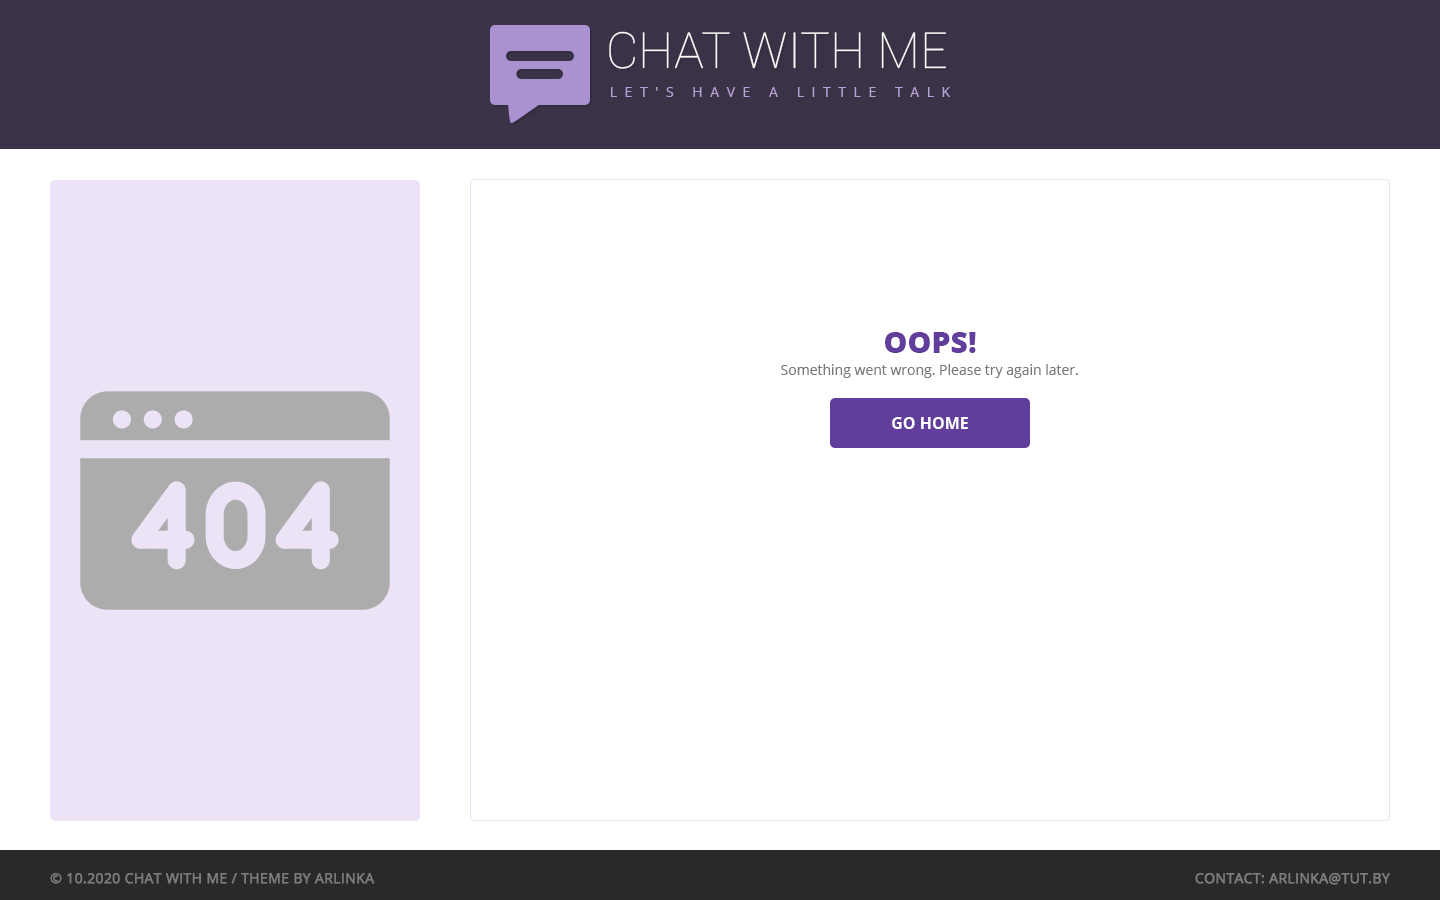 CHAT WITH ME
LET'S HAVE A LITTLE TALK
404
OOPS!
Something went wrong. Please try again later.
GO HOME
© 10.2020 CHAT WITH ME / THEME BY ARLINKA
CONTACT: ARLINKA@TUT.BY